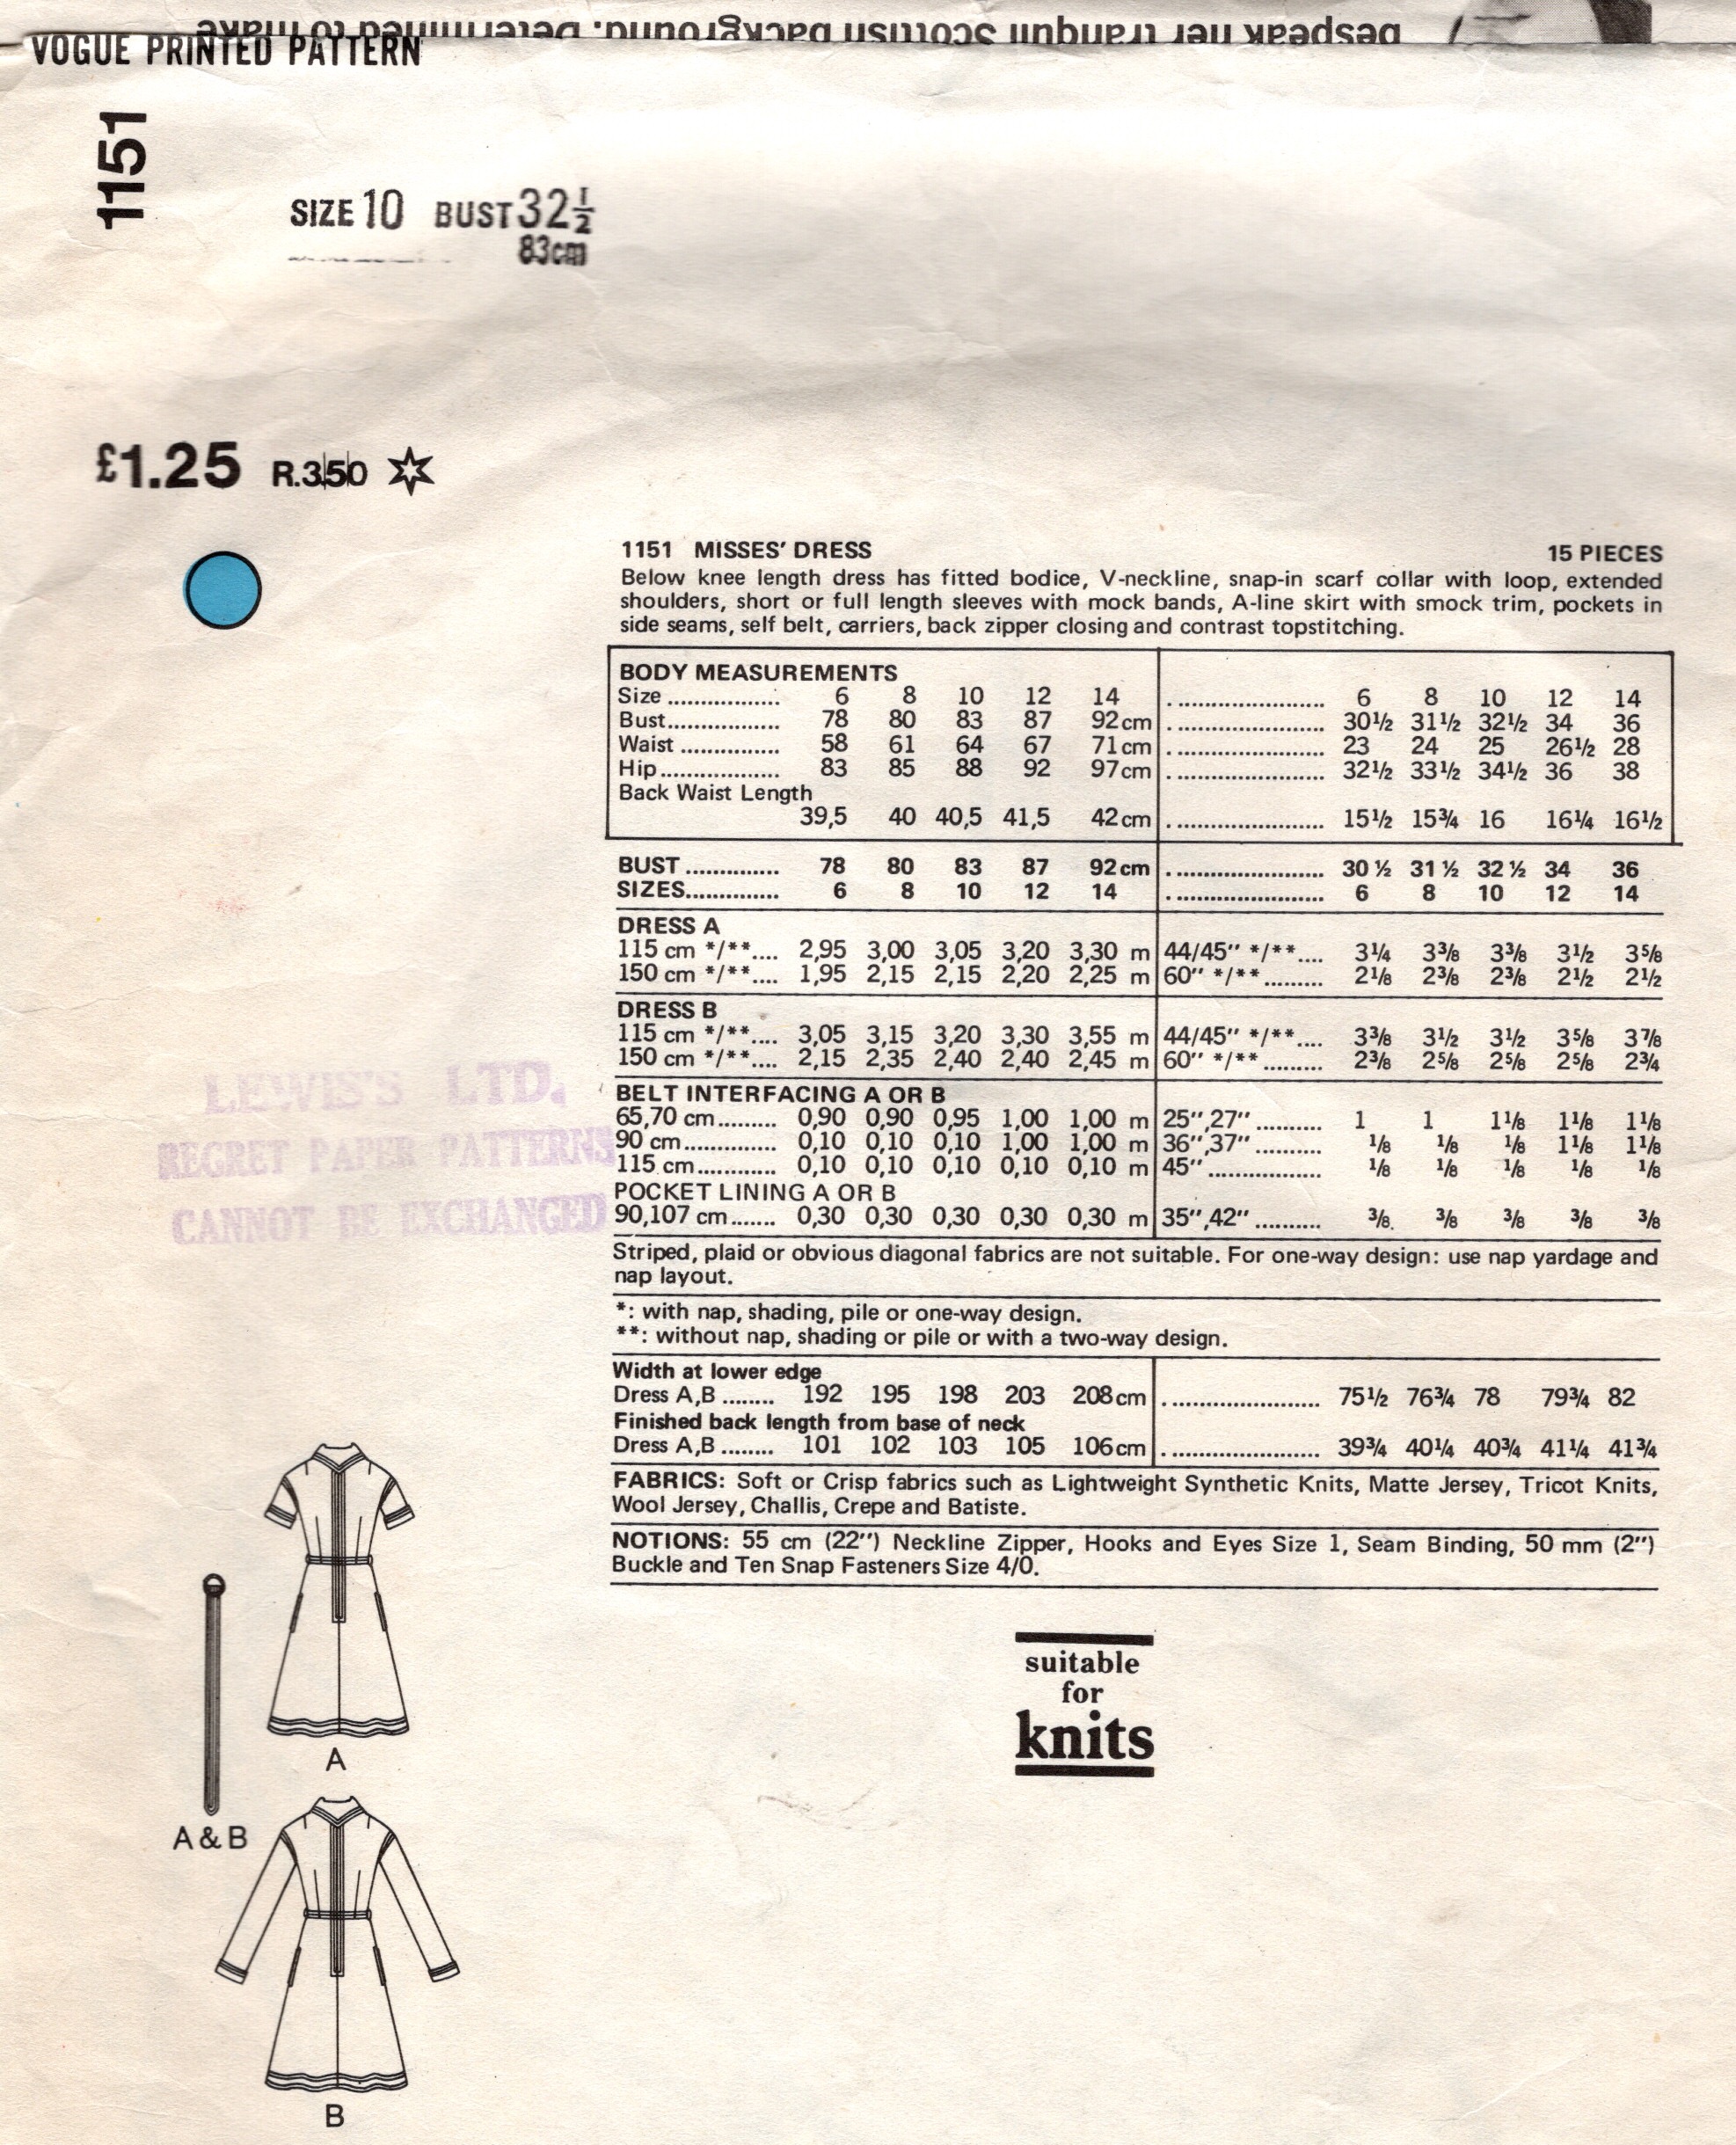 bespeak her tranquil Scottish background. Determined to make
VOGUE PRINTED PATTERN
1151
SIZE 10 BUST 32½
83cm
£1.25 R.350
1151 MISSES' DRESS 15 PIECES
Below knee length dress has fitted bodice, V-neckline, snap-in scarf collar with loop, extended
shoulders, short or full length sleeves with mock bands, A-line skirt with smock trim, pockets in
side seams, self belt, carriers, back zipper closing and contrast topstitching.
BODY MEASUREMENTS
Size ................. 6 8 10 12 14 ....................... 6 8 10 12 14
Bust................. 78 80 83 87 92cm ....................... 30½ 31½ 32½ 34 36
Waist ............... 58 61 64 67 71cm ....................... 23 24 25 26½ 28
Hip.................. 83 85 88 92 97cm ....................... 32½ 33½ 34½ 36 38
Back Waist Length
39,5 40 40,5 41,5 42cm ....................... 15½ 15¾ 16 16¼ 16½
BUST .............. 78 80 83 87 92cm ....................... 30 ½ 31 ½ 32 ½ 34 36
SIZES.............. 6 8 10 12 14 ....................... 6 8 10 12 14
DRESS A
115 cm */**.... 2,95 3,00 3,05 3,20 3,30 m 44/45" */**.... 3¼ 3⅜ 3⅜ 3½ 3⅝
150 cm */**.... 1,95 2,15 2,15 2,20 2,25 m 60" */**......... 2⅛ 2⅜ 2⅜ 2½ 2½
DRESS B
115 cm */**.... 3,05 3,15 3,20 3,30 3,55 m 44/45" */**.... 3⅜ 3½ 3½ 3⅝ 3⅞
150 cm */**.... 2,15 2,35 2,40 2,40 2,45 m 60" */**......... 2⅜ 2⅝ 2⅝ 2⅝ 2¾
BELT INTERFACING A OR B
65,70 cm......... 0,90 0,90 0,95 1,00 1,00 m 25",27" .......... 1 1 1⅛ 1⅛ 1⅛
90 cm.............. 0,10 0,10 0,10 1,00 1,00 m 36",37" .......... ⅛ ⅛ ⅛ 1⅛ 1⅛
115 cm............ 0,10 0,10 0,10 0,10 0,10 m 45"................. ⅛ ⅛ ⅛ ⅛ ⅛
POCKET LINING A OR B
90,107 cm....... 0,30 0,30 0,30 0,30 0,30 m 35",42" .......... ⅜ ⅜ ⅜ ⅜ ⅜
Striped, plaid or obvious diagonal fabrics are not suitable. For one-way design: use nap yardage and
nap layout.
*: with nap, shading, pile or one-way design.
**: without nap, shading or pile or with a two-way design.
Width at lower edge
Dress A,B ........ 192 195 198 203 208cm ........................ 75½ 76¾ 78 79¾ 82
Finished back length from base of neck
Dress A,B ........ 101 102 103 105 106cm ........................ 39¾ 40¼ 40¾ 41¼ 41¾
FABRICS: Soft or Crisp fabrics such as Lightweight Synthetic Knits, Matte Jersey, Tricot Knits,
Wool Jersey, Challis, Crepe and Batiste.
NOTIONS: 55 cm (22") Neckline Zipper, Hooks and Eyes Size 1, Seam Binding, 50 mm (2")
Buckle and Ten Snap Fasteners Size 4/0.
LEWIS'S LTD.
REGRET PAPER PATTERNS
CANNOT BE EXCHANGED
A
A & B
B
suitable
for
knits